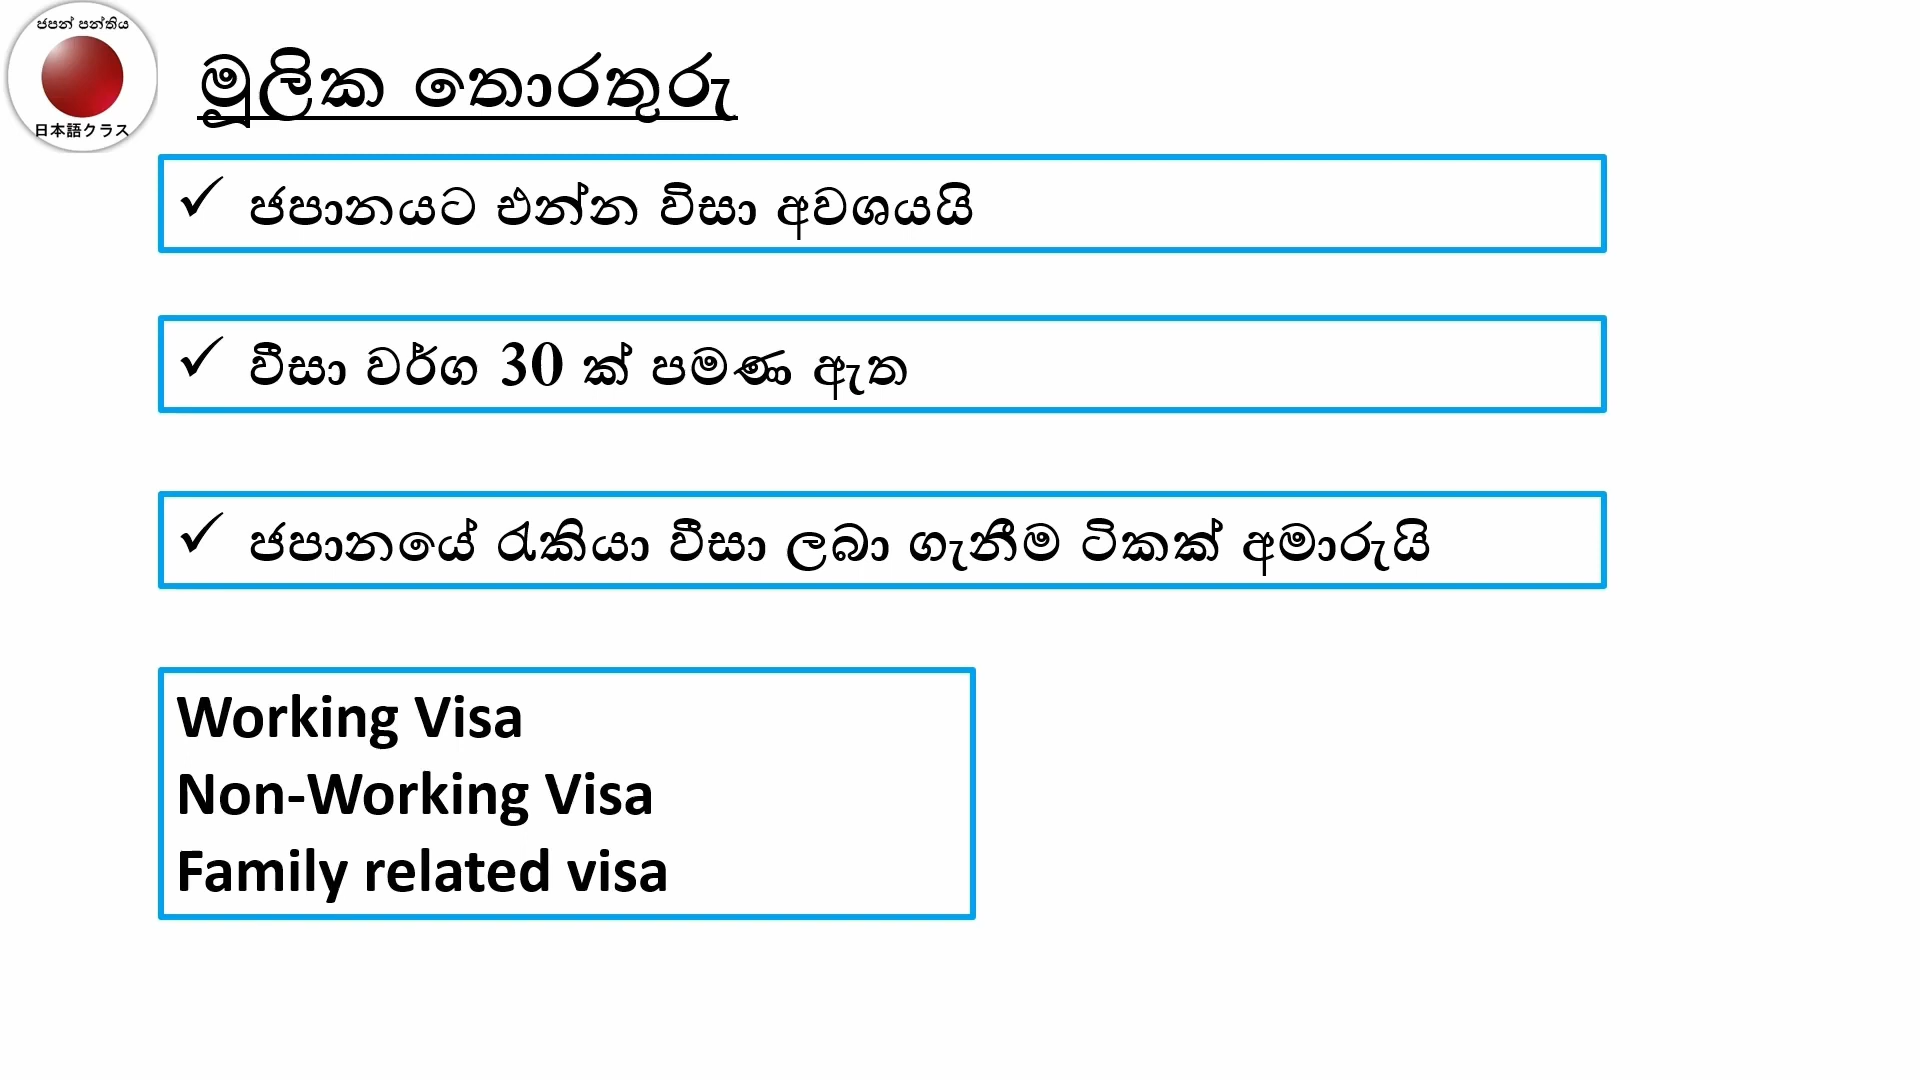 ජපන් පන්තිය
日本語クラス
මූලික තොරතුරු
✓ ජපානයට එන්න විසා අවශයයි
✓ වීසා වර්ග 30 ක් පමණ ඇත
✓ ජපානයේ රැකියා වීසා ලබා ගැනීම ටිකක් අමාරුයි
Working Visa
Non-Working Visa
Family related visa